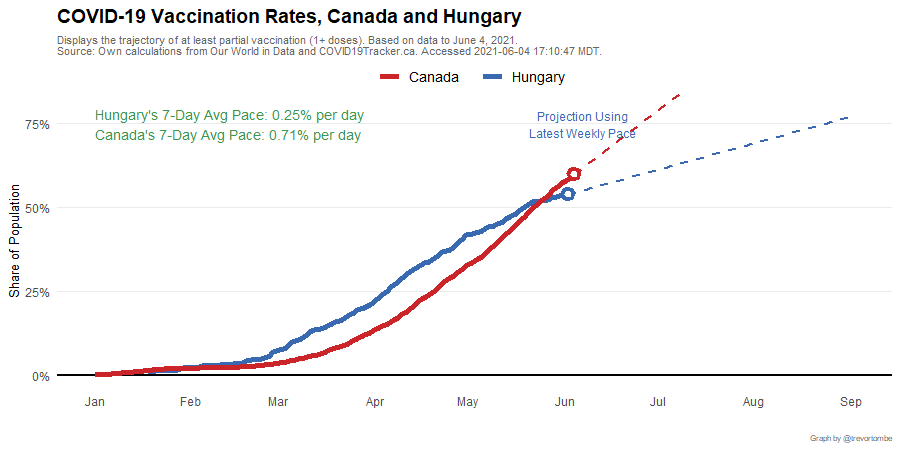 COVID-19 Vaccination Rates, Canada and Hungary
Displays the trajectory of at least partial vaccination (1+ doses). Based on data to June 4, 2021.
Source: Own calculations from Our World in Data and COVID19Tracker.ca. Accessed 2021-06-04 17:10:47 MDT.
Canada Hungary
Hungary's 7-Day Avg Pace: 0.25% per day
Canada's 7-Day Avg Pace: 0.71% per day
Projection Using
Latest Weekly Pace
Share of Population
75%
50%
25%
0%
Jan Feb Mar Apr May Jun Jul Aug Sep
Graph by @trevortombe